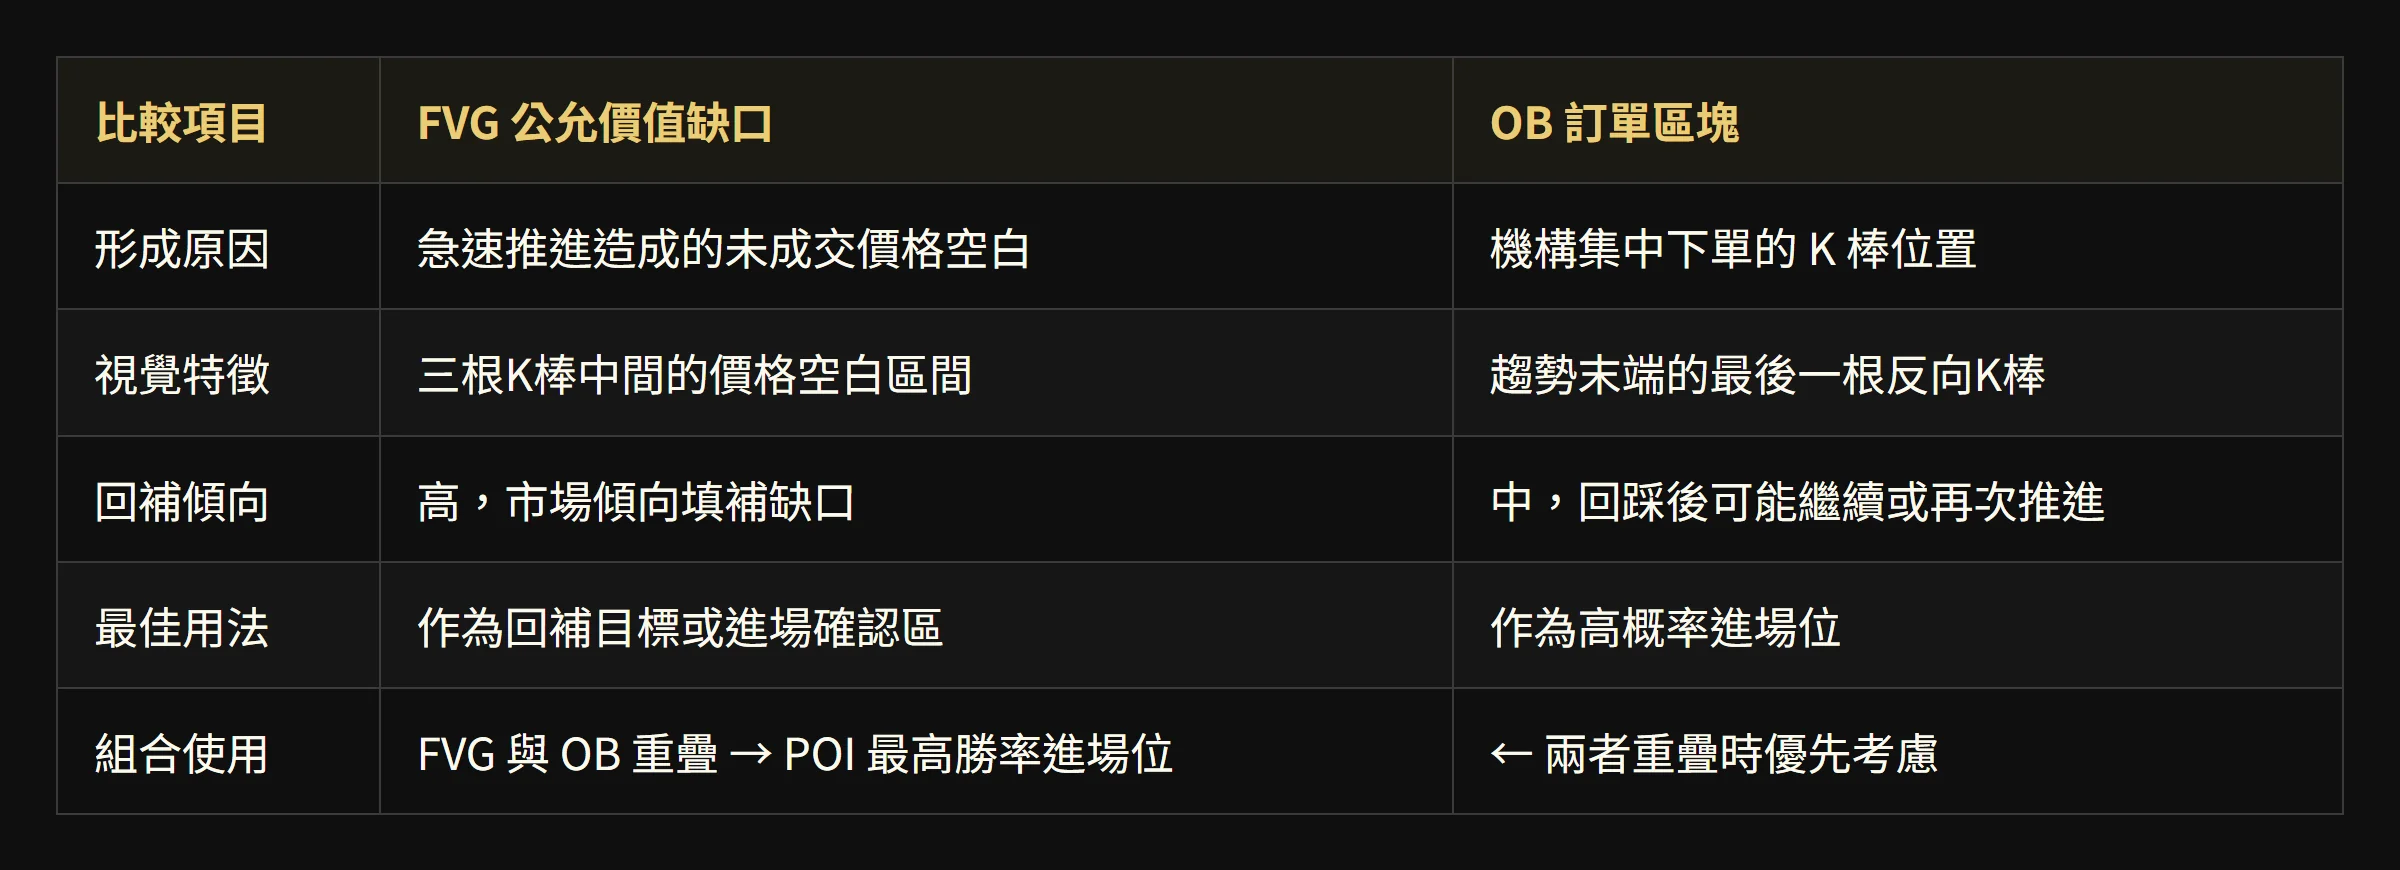 比較項目 FVG 公允價值缺口 OB 訂單區塊
形成原因 急速推進造成的未成交價格空白 機構集中下單的 K 棒位置
視覺特徵 三根K棒中間的價格空白區間 趨勢末端的最後一根反向K棒
回補傾向 高，市場傾向填補缺口 中，回踩後可能繼續或再次推進
最佳用法 作為回補目標或進場確認區 作為高概率進場位
組合使用 FVG 與 OB 重疊 → POI 最高勝率進場位 ← 兩者重疊時優先考慮